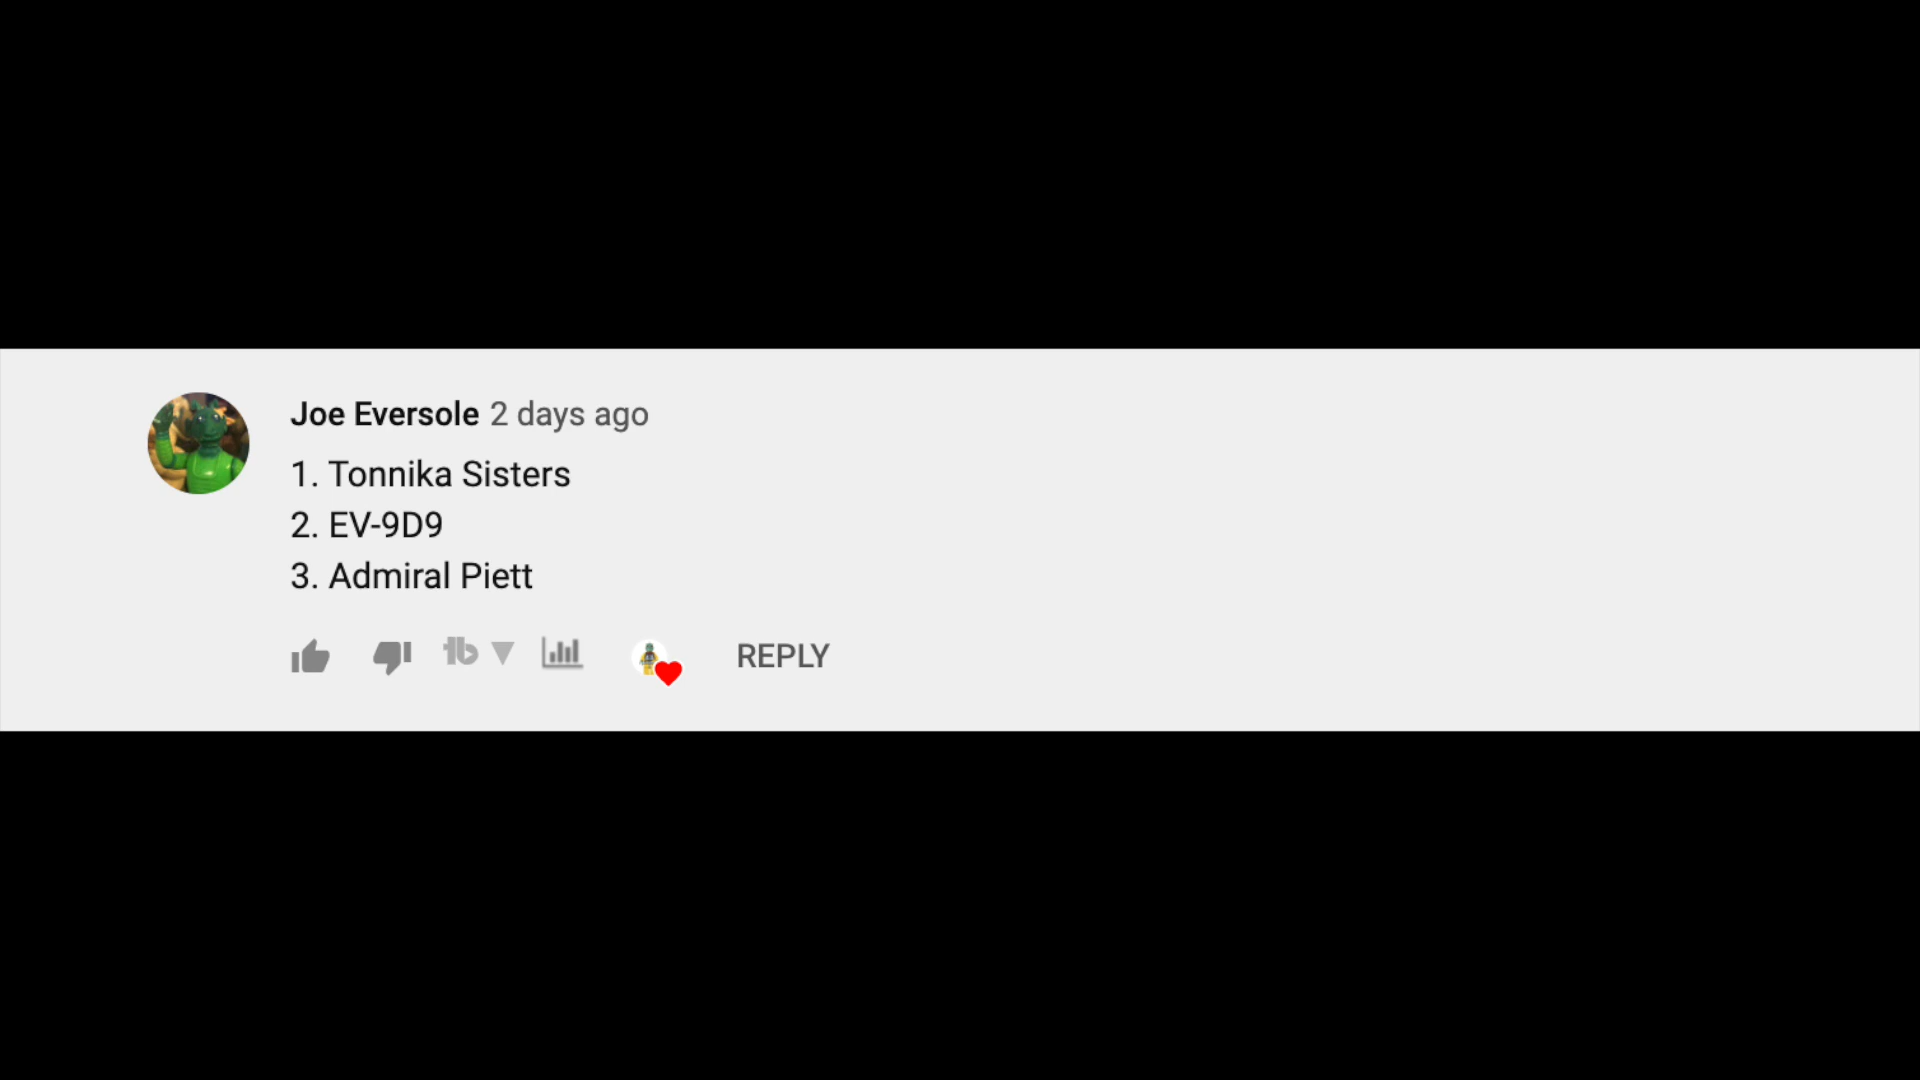 Joe Eversole 2 days ago
1. Tonnika Sisters
2. EV-9D9
3. Admiral Piett
REPLY